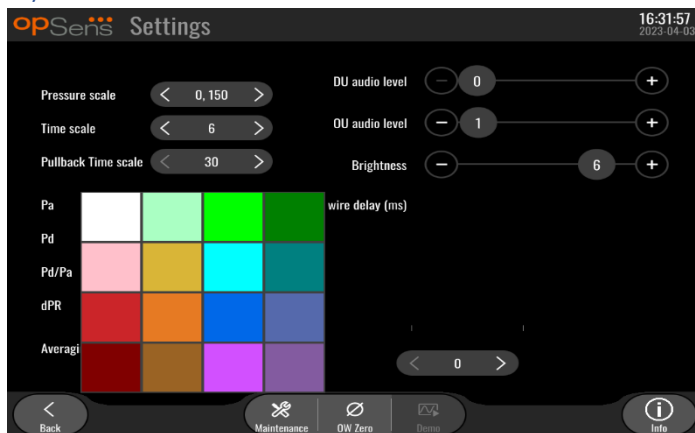 opSens Settings
16:31:57
2023-04-03
Pressure scale 0, 150
Time scale 6
Pullback Time scale 30
DU audio level 0
OU audio level 1
Brightness 6
Pa
wire delay (ms)
Pd
Pd/Pa
dPR
Averagi
0
Back
Maintenance
OW Zero
Demo
Info